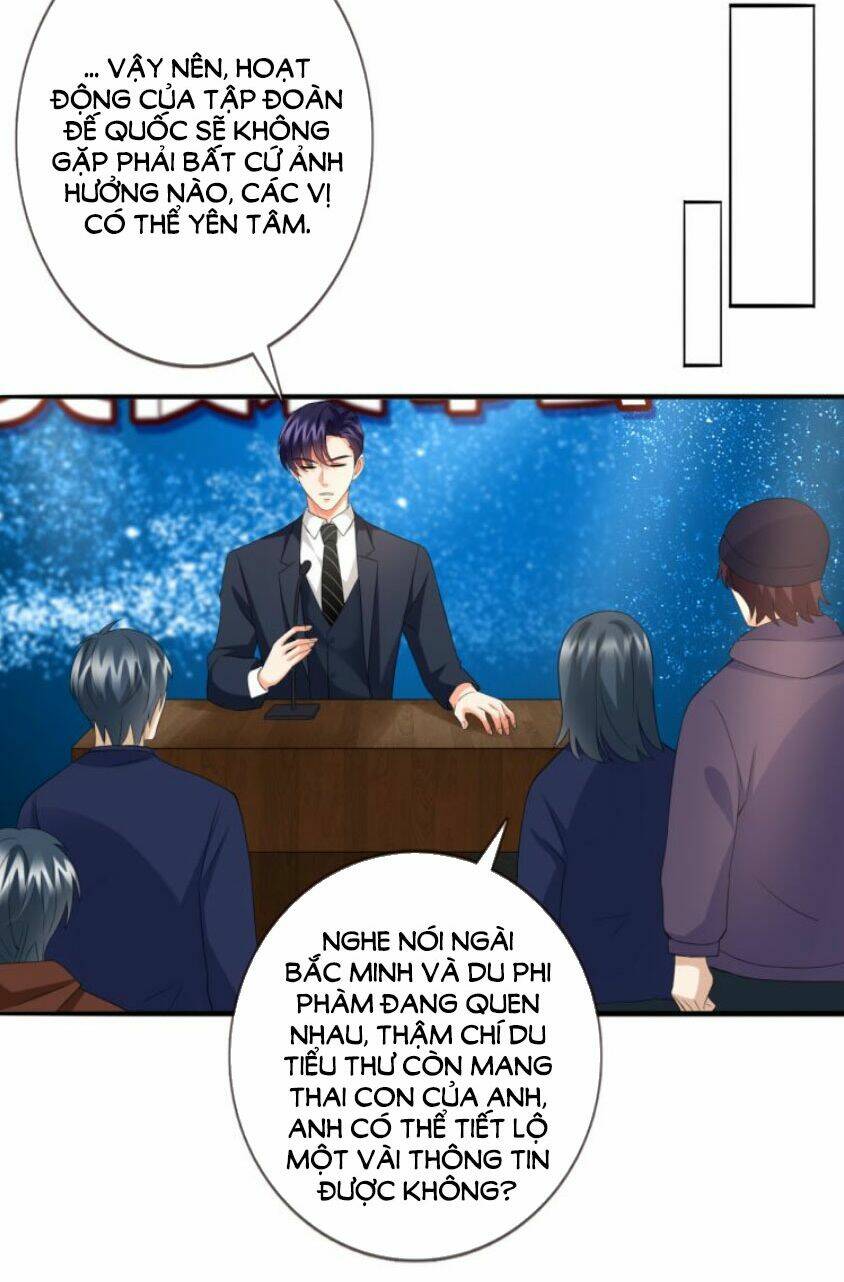 ... VẬY NÊN, HOẠT
ĐỘNG CỦA TẬP ĐOÀN
ĐẾ QUỐC SẼ KHÔNG
GẶP PHẢI BẤT CỨ ẢNH
HƯỞNG NÀO, CÁC VỊ
CÓ THỂ YÊN TÂM.
NGHE NÓI NGÀI
BẮC MINH VÀ DU PHI
PHÀM ĐANG QUEN
NHAU, THẬM CHÍ DU
TIỂU THƯ CÒN MANG
THAI CON CỦA ANH,
ANH CÓ THỂ TIẾT LỘ
MỘT VÀI THÔNG TIN
ĐƯỢC KHÔNG?